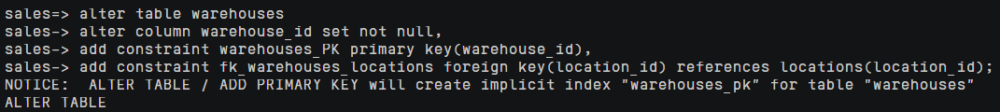 sales=> alter table warehouses
sales-> alter column warehouse_id set not null,
sales-> add constraint warehouses_PK primary key(warehouse_id),
sales-> add constraint fk_warehouses_locations foreign key(location_id) references locations(location_id);
NOTICE:  ALTER TABLE / ADD PRIMARY KEY will create implicit index "warehouses_pk" for table "warehouses"
ALTER TABLE